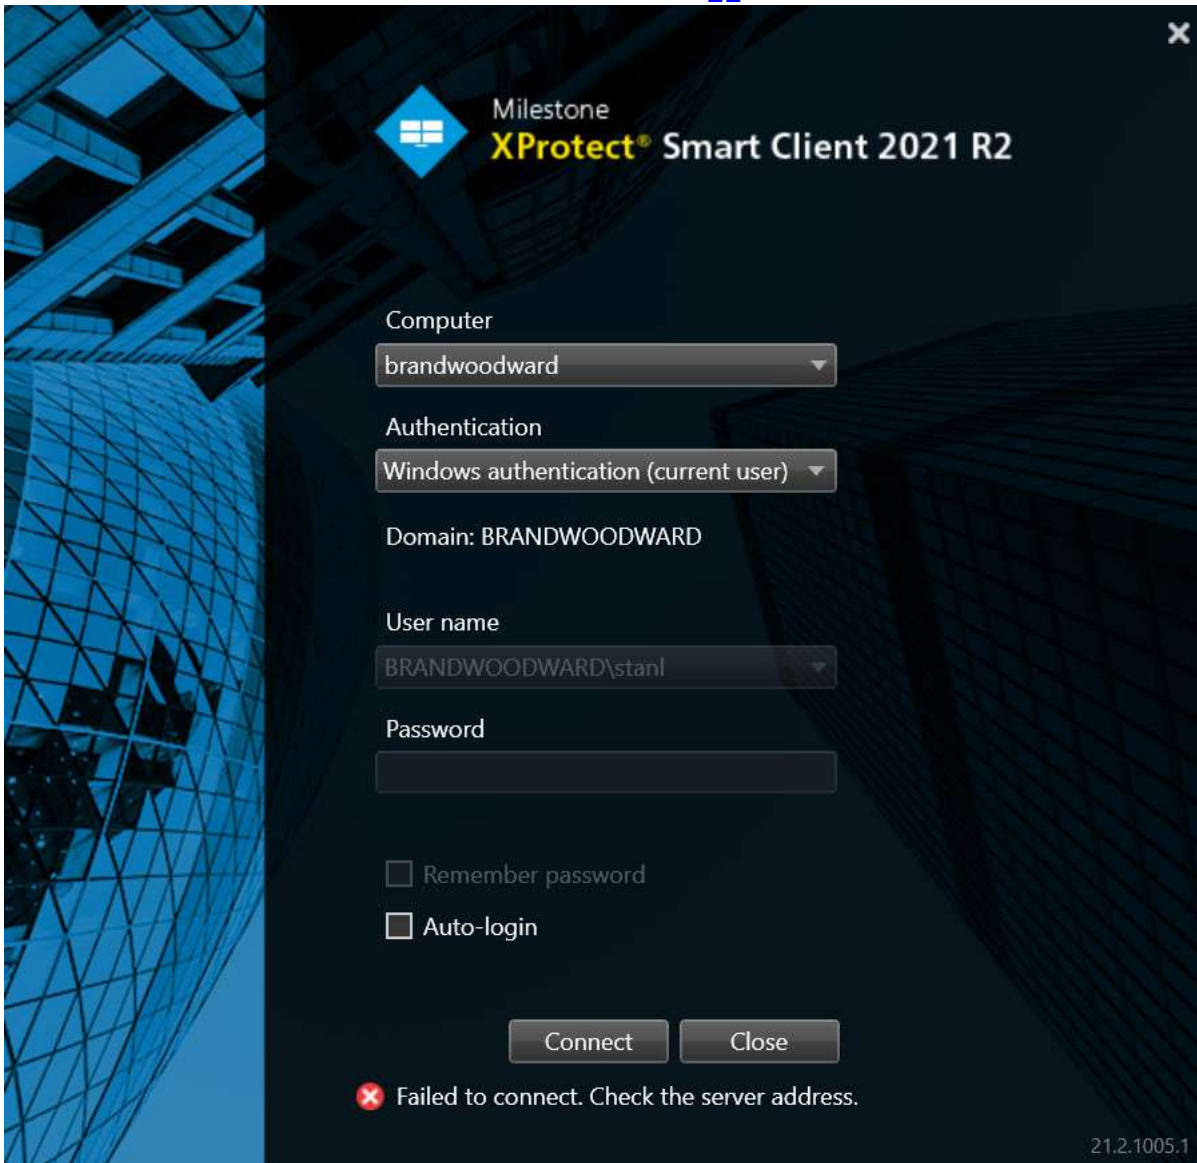 Milestone
XProtect® Smart Client 2021 R2
Computer
brandwoodward
Authentication
Windows authentication (current user)
Domain: BRANDWOODWARD
User name
BRANDWOODWARD\stanl
Password
Remember password
Auto-login
Connect Close
Failed to connect. Check the server address.
21.2.1005.1